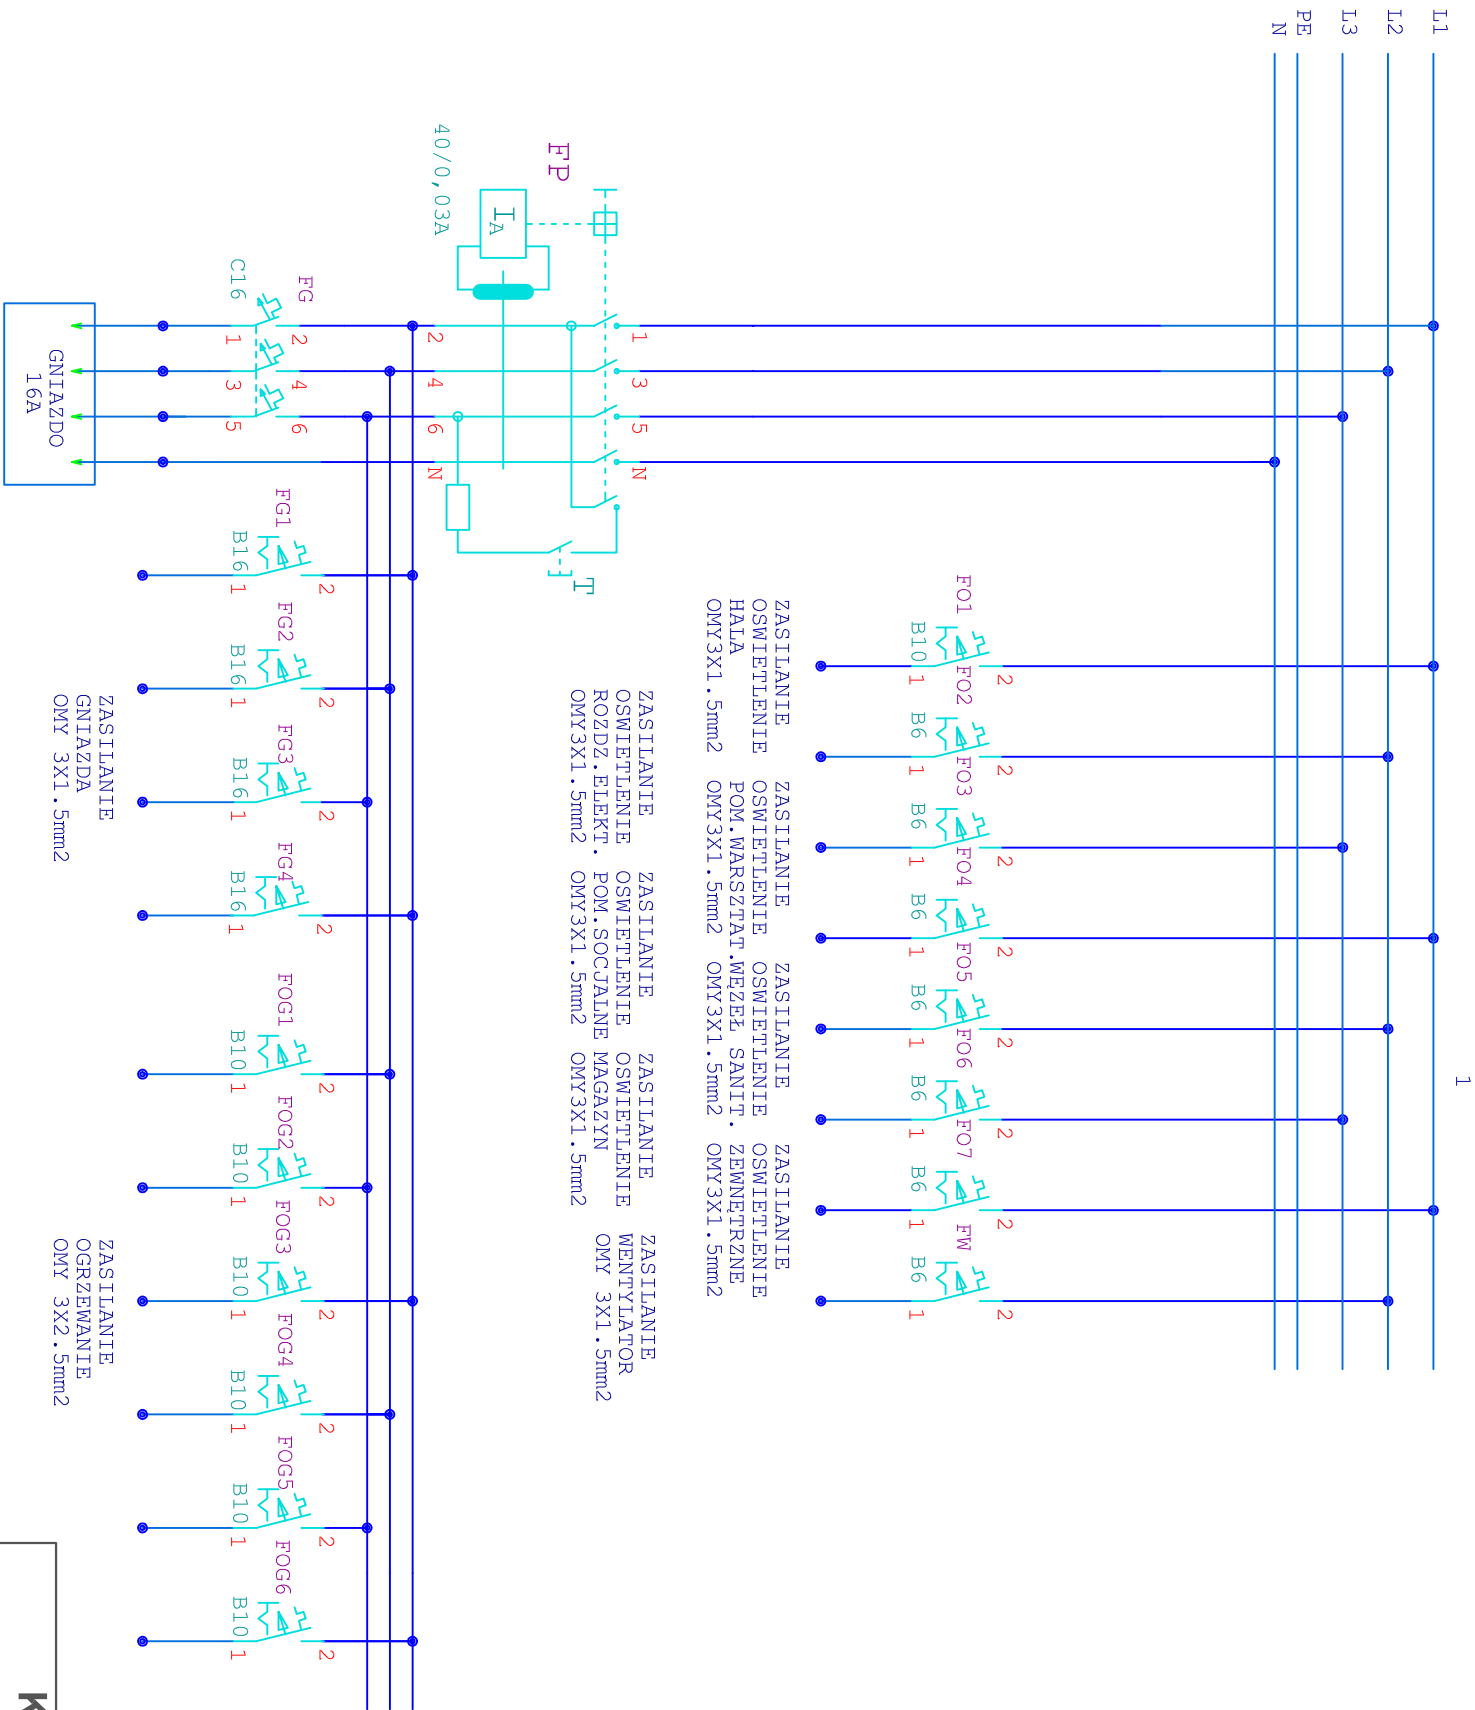 L1
L2
L3
PE
N
1
FO1
B10
1
2
FO2
B6
1
2
FO3
B6
1
2
FO4
B6
1
2
FO5
B6
1
2
FO6
B6
1
2
FO7
B6
1
2
FW
B6
1
2
ZASILANIE
OSWIETLENIE
HALA
OMY3X1.5mm2
ZASILANIE
OSWIETLENIE
POM.WARSZTAT.
OMY3X1.5mm2
ZASILANIE
OSWIETLENIE
WĘZEŁ SANIT.
OMY3X1.5mm2
ZASILANIE
OSWIETLENIE
ZEWNĘTRZNE
OMY3X1.5mm2
ZASILANIE
OSWIETLENIE
ROZDZ.ELEKT.
OMY3X1.5mm2
ZASILANIE
OSWIETLENIE
POM.SOCJALNE
OMY3X1.5mm2
ZASILANIE
OSWIETLENIE
MAGAZYN
OMY3X1.5mm2
ZASILANIE
WENTYLATOR
OMY 3X1.5mm2
FP
IA
40/0,03A
1
3
5
N
2
4
6
N
T
FG
C16
2
4
6
1
3
5
GNIAZDO
16A
FG1
B16
1
2
FG2
B16
1
2
FG3
B16
1
2
FG4
B16
1
2
FOG1
B10
1
2
FOG2
B10
1
2
FOG3
B10
1
2
FOG4
B10
1
2
FOG5
B10
1
2
FOG6
B10
1
2
ZASILANIE
GNIAZDA
OMY 3X1.5mm2
ZASILANIE
OGRZEWANIE
OMY 3X2.5mm2
K